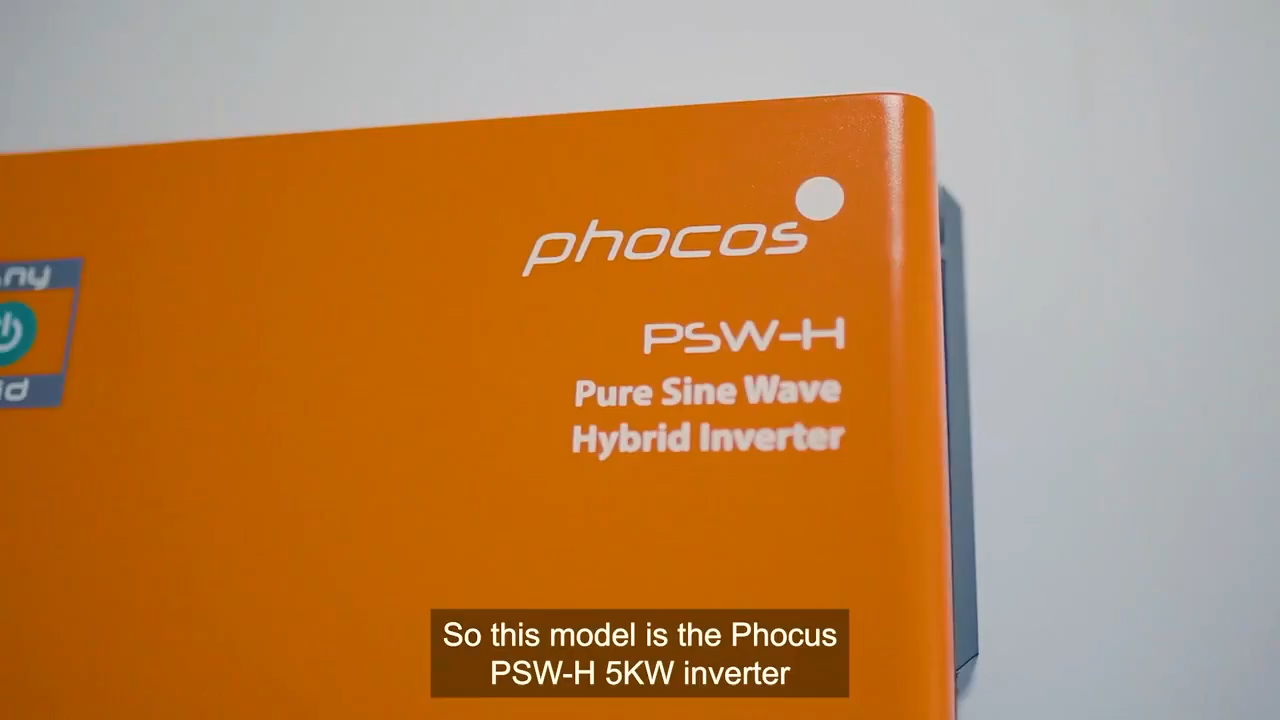 phocos
PSW-H
Pure Sine Wave
Hybrid Inverter
So this model is the Phocus
PSW-H 5KW inverter